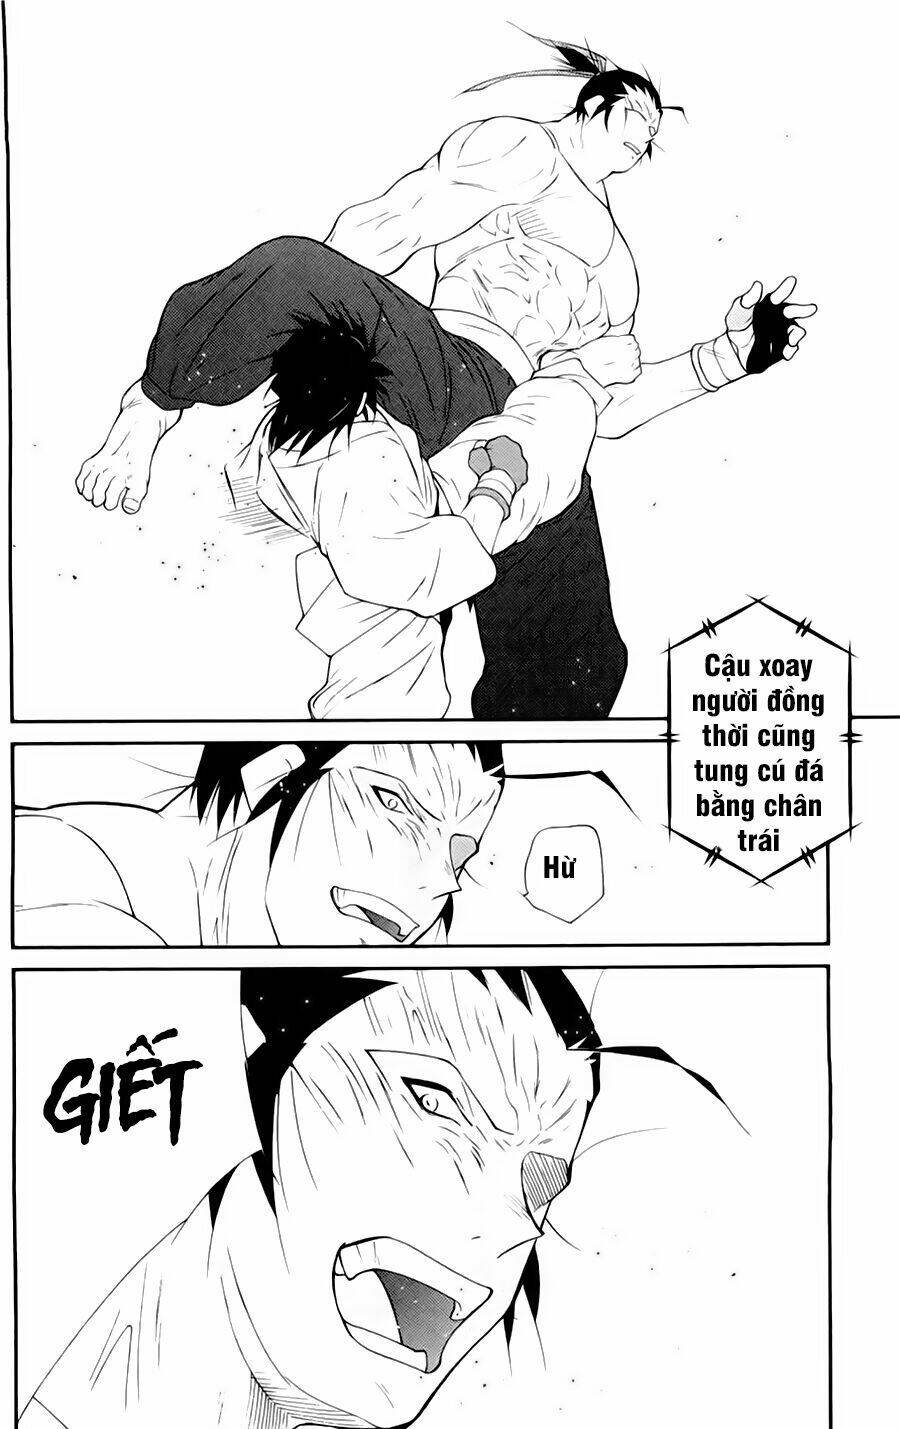 Cậu xoay
người đồng
thời cũng
tung cú đá
bằng chân
trái
Hừ
GIẾT